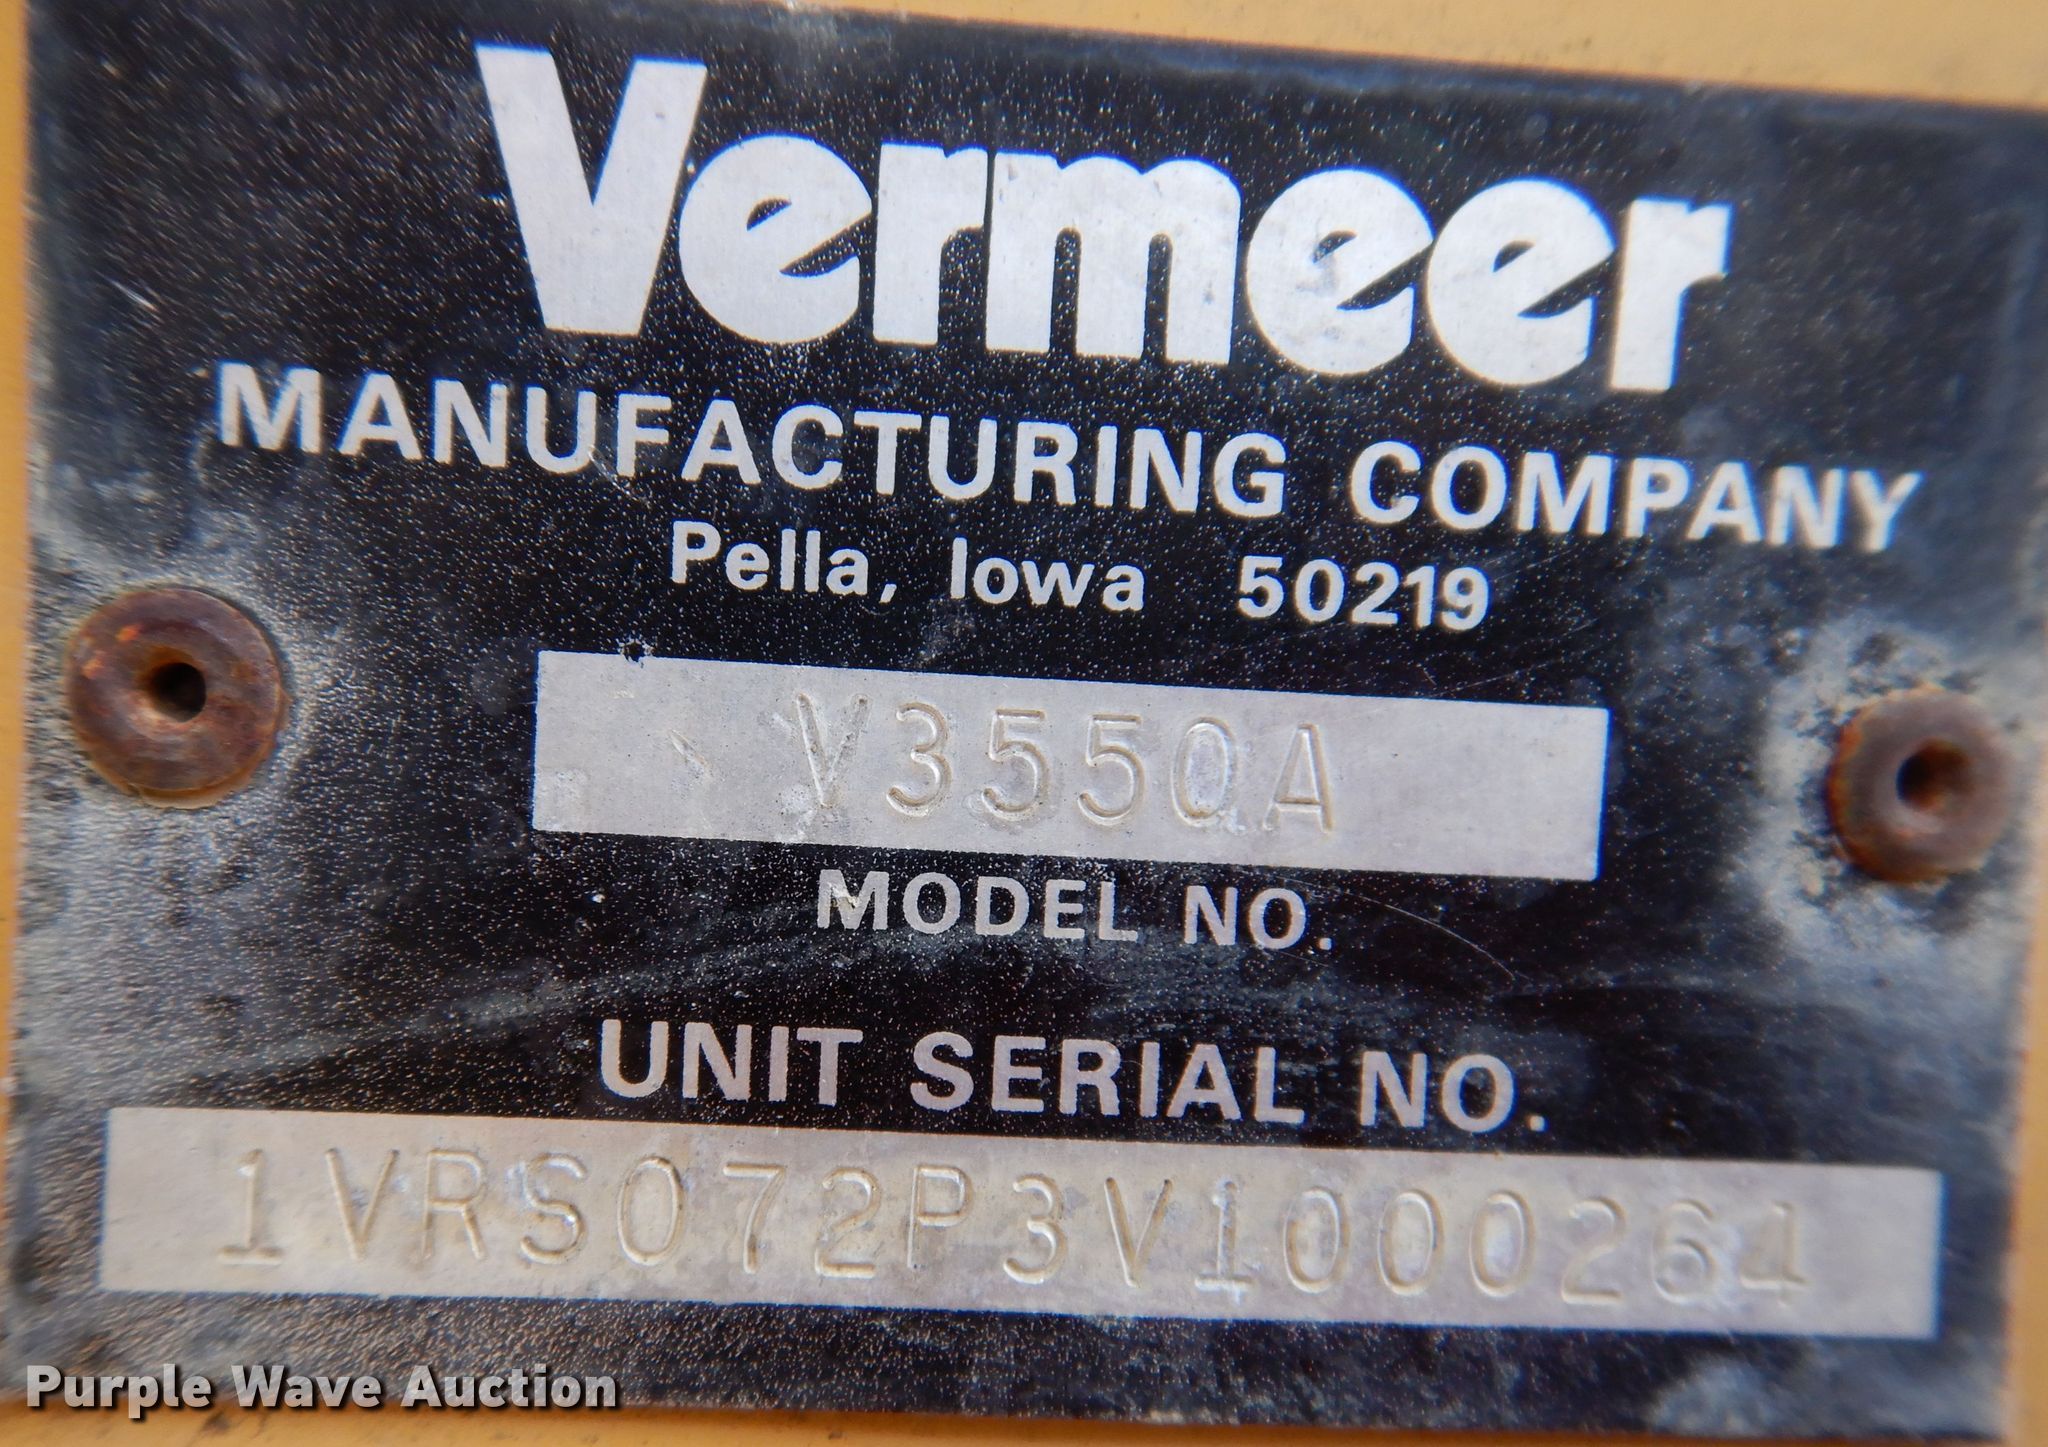 Vermeer
MANUFACTURING COMPANY
Pella, Iowa 50219
V3550A
MODEL NO.
UNIT SERIAL NO.
1VRS072P3V1000261
Purple Wave Auction